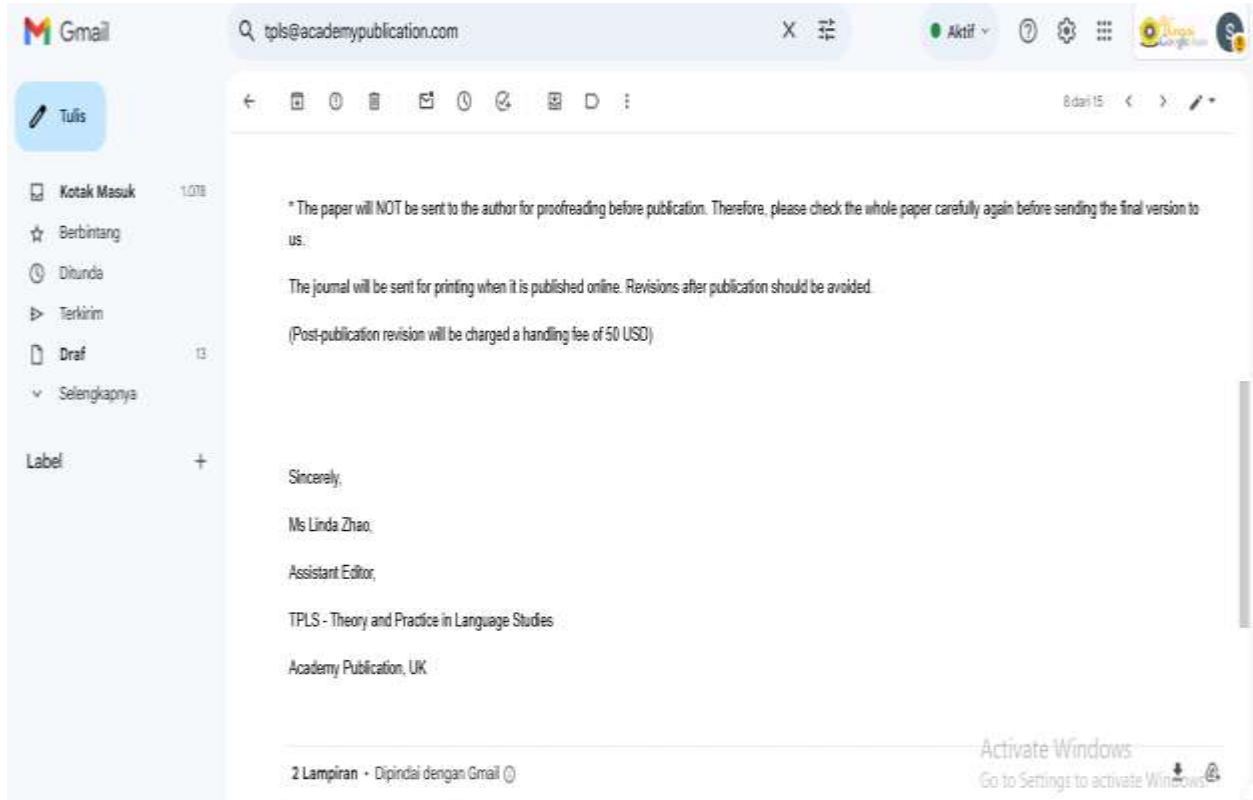 Gmail
tpls@academypublication.com
Aktif
Tulis
8 dari 15
Kotak Masuk 1.078
Berbintang
Ditunda
Terkirim
Draf 13
Selengkapnya
Label
* The paper will NOT be sent to the author for proofreading before publication. Therefore, please check the whole paper carefully again before sending the final version to
us.
The journal will be sent for printing when it is published online. Revisions after publication should be avoided.
(Post-publication revision will be charged a handling fee of 50 USD)
Sincerely,
Ms Linda Zhao,
Assistant Editor,
TPLS - Theory and Practice in Language Studies
Academy Publication, UK
2 Lampiran • Dipindai dengan Gmail
Activate Windows
Go to Settings to activate Windows.